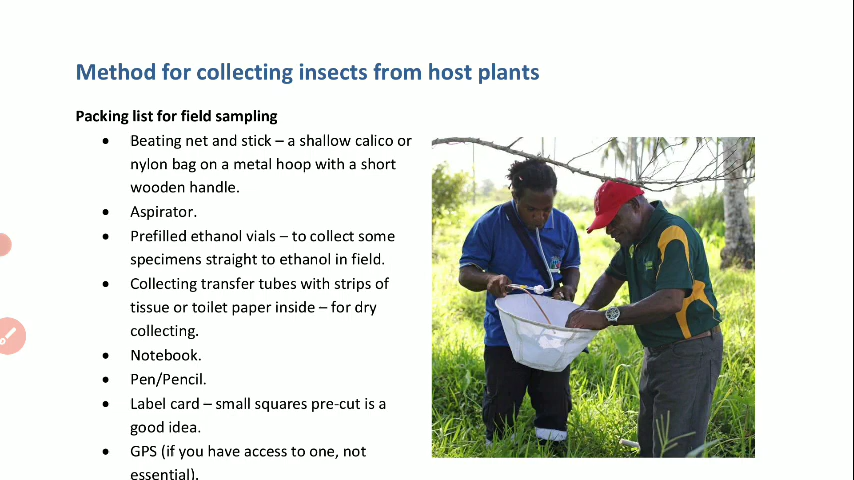 Method for collecting insects from host plants
Packing list for field sampling
• Beating net and stick – a shallow calico or
nylon bag on a metal hoop with a short
wooden handle.
• Aspirator.
• Prefilled ethanol vials – to collect some
specimens straight to ethanol in field.
• Collecting transfer tubes with strips of
tissue or toilet paper inside – for dry
collecting.
• Notebook.
• Pen/Pencil.
• Label card – small squares pre-cut is a
good idea.
• GPS (if you have access to one, not
essential).